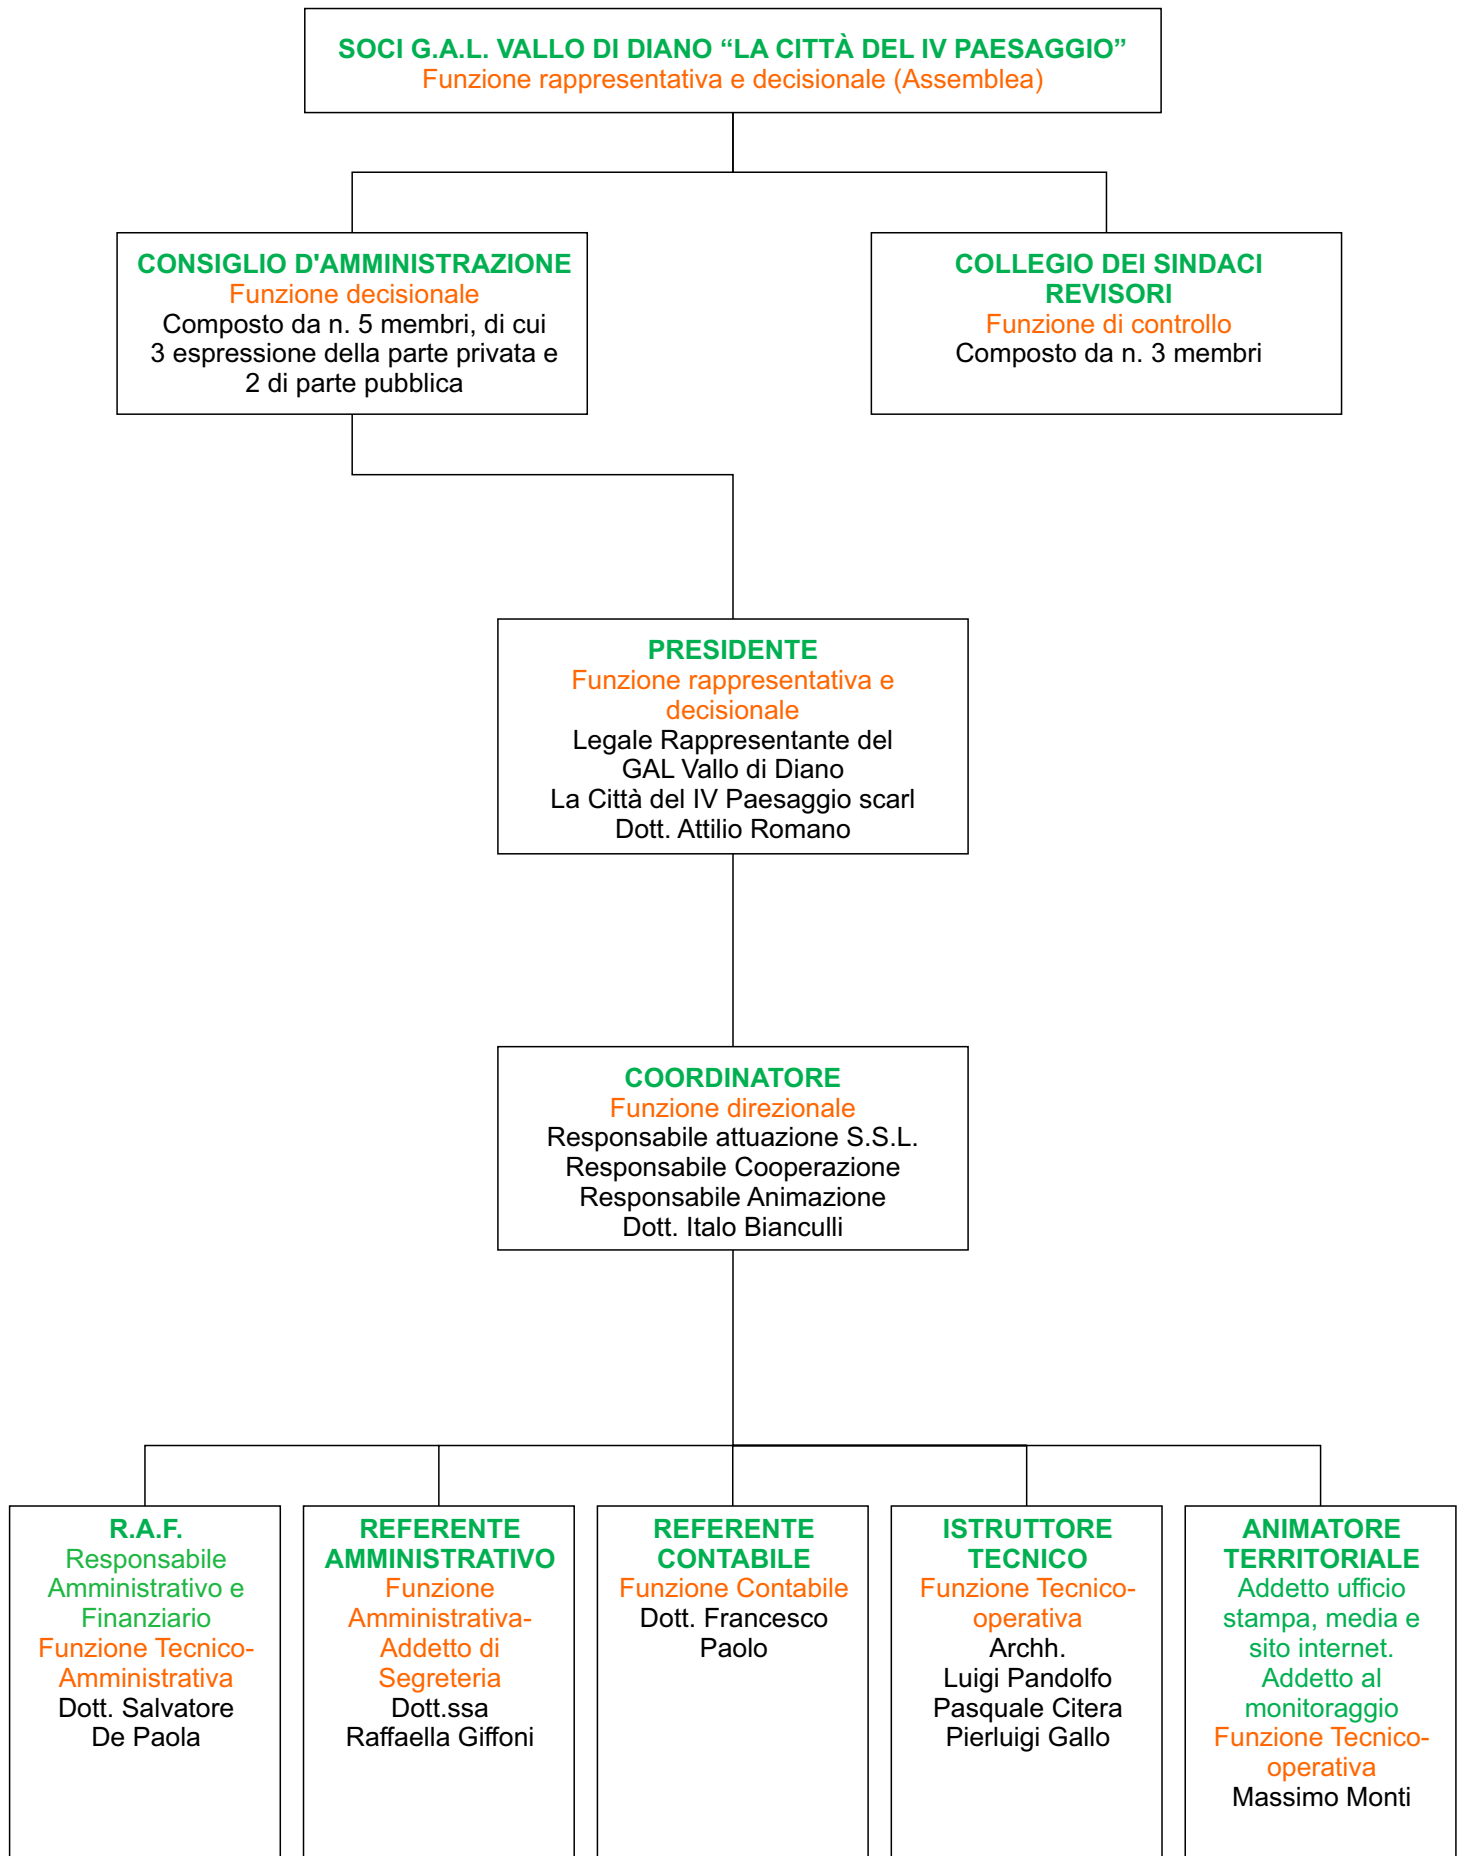 SOCI G.A.L. VALLO DI DIANO “LA CITTÀ DEL IV PAESAGGIO”
Funzione rappresentativa e decisionale (Assemblea)
CONSIGLIO D'AMMINISTRAZIONE
Funzione decisionale
Composto da n. 5 membri, di cui
3 espressione della parte privata e
2 di parte pubblica
COLLEGIO DEI SINDACI
REVISORI
Funzione di controllo
Composto da n. 3 membri
PRESIDENTE
Funzione rappresentativa e
decisionale
Legale Rappresentante del
GAL Vallo di Diano
La Città del IV Paesaggio scarl
Dott. Attilio Romano
COORDINATORE
Funzione direzionale
Responsabile attuazione S.S.L.
Responsabile Cooperazione
Responsabile Animazione
Dott. Italo Bianculli
R.A.F.
Responsabile
Amministrativo e
Finanziario
Funzione Tecnico-
Amministrativa
Dott. Salvatore
De Paola
REFERENTE
AMMINISTRATIVO
Funzione
Amministrativa-
Addetto di
Segreteria
Dott.ssa
Raffaella Giffoni
REFERENTE
CONTABILE
Funzione Contabile
Dott. Francesco
Paolo
ISTRUTTORE
TECNICO
Funzione Tecnico-
operativa
Archh.
Luigi Pandolfo
Pasquale Citera
Pierluigi Gallo
ANIMATORE
TERRITORIALE
Addetto ufficio
stampa, media e
sito internet.
Addetto al
monitoraggio
Funzione Tecnico-
operativa
Massimo Monti